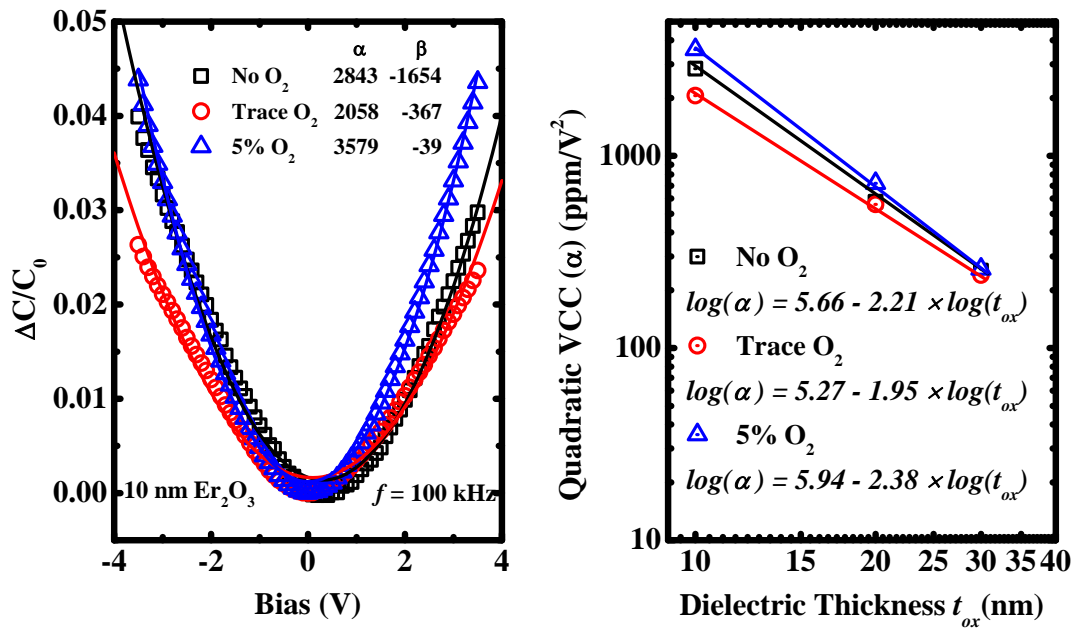 0.05
0.04
0.03
0.02
0.01
0.00
ΔC/C₀
α β
No O₂ 2843 -1654
Trace O₂ 2058 -367
5% O₂ 3579 -39
10 nm Er₂O₃
f = 100 kHz
-4 -2 0 2 4
Bias (V)
1000
100
10
Quadratic VCC (α) (ppm/V²)
No O₂
log(α) = 5.66 - 2.21 × log(tₒₓ)
Trace O₂
log(α) = 5.27 - 1.95 × log(tₒₓ)
5% O₂
log(α) = 5.94 - 2.38 × log(tₒₓ)
10 15 20 25 30 35 40
Dielectric Thickness tₒₓ(nm)